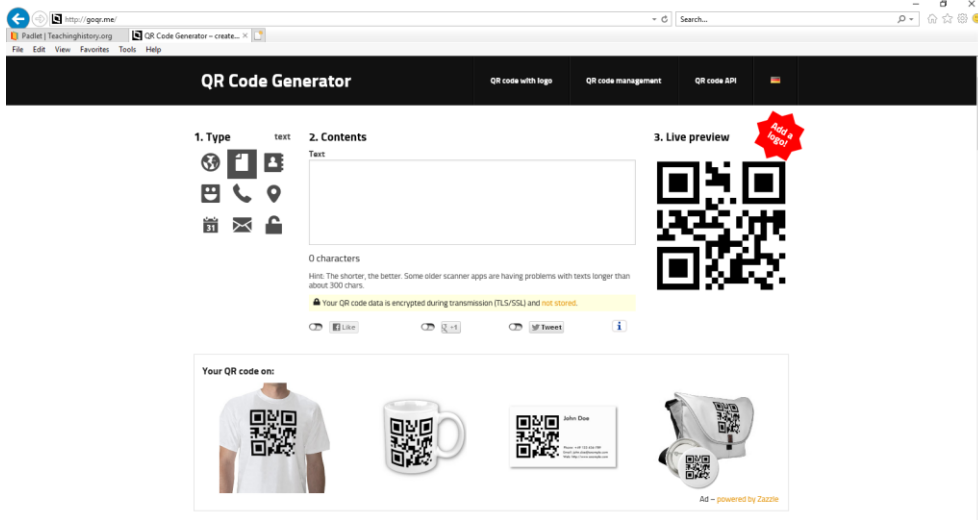 http://goqr.me/
Search...
Padlet | Teachinghistory.org
QR Code Generator – create...
File Edit View Favorites Tools Help
QR Code Generator
QR code with logo
QR code management
QR code API
1. Type
text
31
2. Contents
Text
0 characters
Hint: The shorter, the better. Some older scanner apps are having problems with texts longer than
about 300 chars.
Your QR code data is encrypted during transmission (TLS/SSL) and not stored.
Like
+1
Tweet
i
3. Live preview
Add a
logo!
Your QR code on:
John Doe
Ad – powered by Zazzle